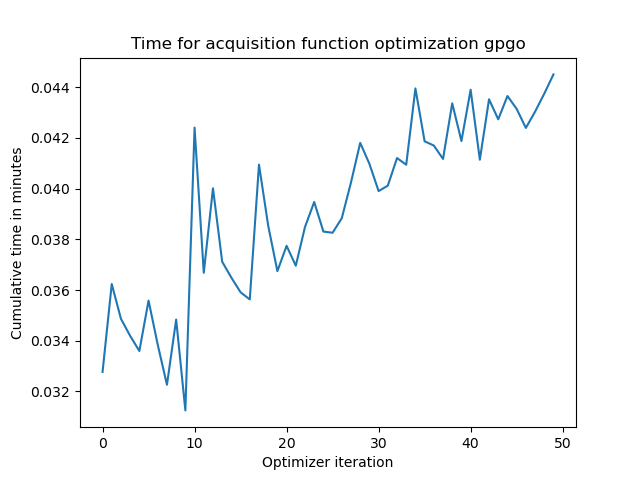 Time for acquisition function optimization gpgo
Cumulative time in minutes
0.044
0.042
0.040
0.038
0.036
0.034
0.032
0 10 20 30 40 50
Optimizer iteration